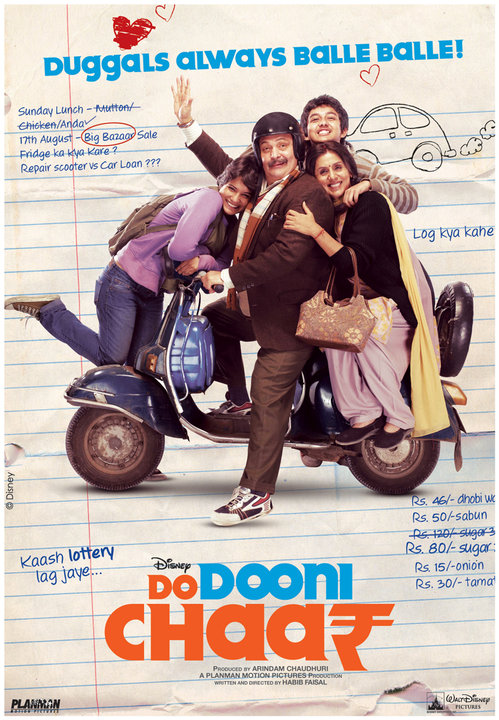 DUGGALS ALWAYS BALLE BALLE!
Sunday Lunch - Mutton/
Chicken/Anda
17th August - Big Bazaar Sale
Fridge ka kya Kare ?
Repair scooter vs Car Loan ???
Log kya kahe
Rs. 46/- dhobi
Rs. 50/-sabun
Rs. 120/- sugar
Rs. 80/- sugar
Rs. 15/-onion
Rs. 30/- tamat
© Disney
Kaash lottery
lag jaye...
Disney
DO DOONI
CHAAR
PRODUCED BY ARINDAM CHAUDHURI
A PLANMAN MOTION PICTURES PRODUCTION
WRITTEN AND DIRECTED BY HABIB FAISAL
PLANMAN
MOTION PICTURES
WALT DISNEY
PICTURES